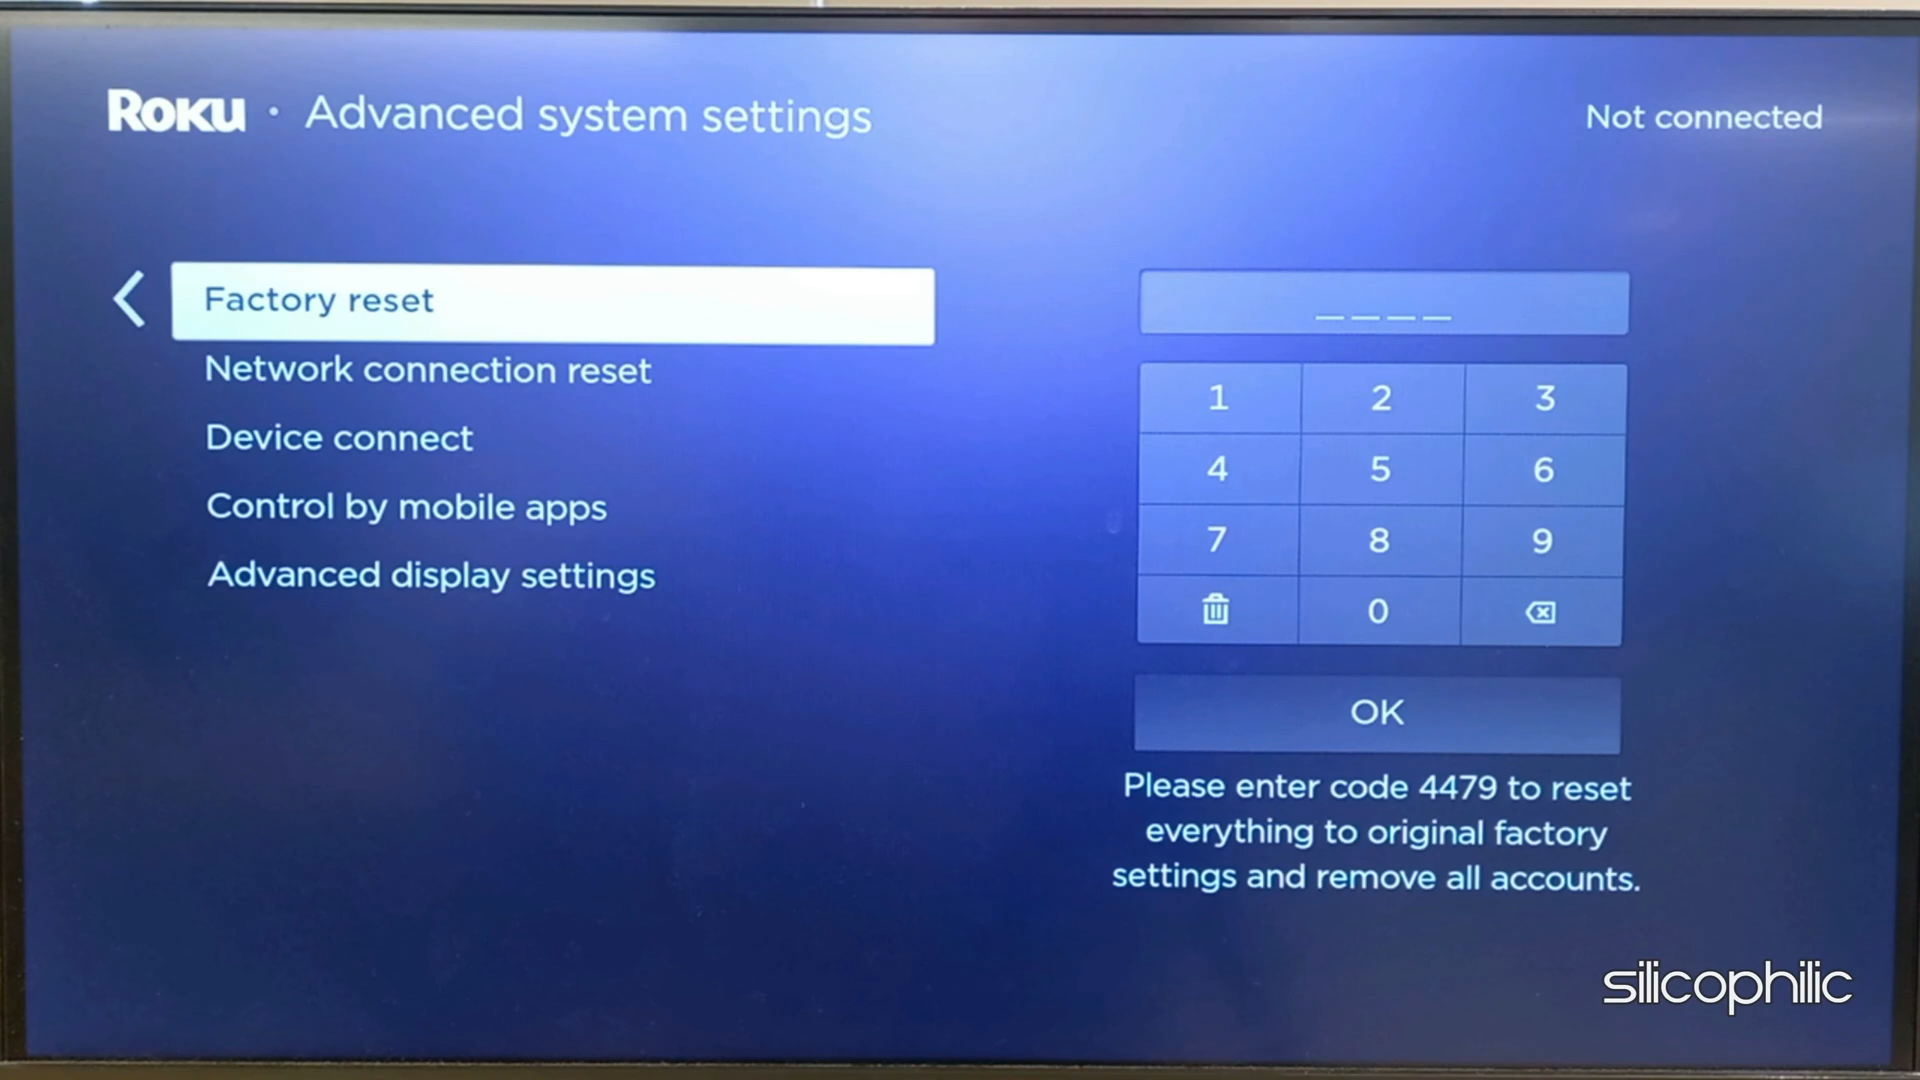 Roku · Advanced system settings
Not connected
Factory reset
Network connection reset
Device connect
Control by mobile apps
Advanced display settings
_ _ _ _
1 2 3
4 5 6
7 8 9
0
OK
Please enter code 4479 to reset
everything to original factory
settings and remove all accounts.
silicophilic